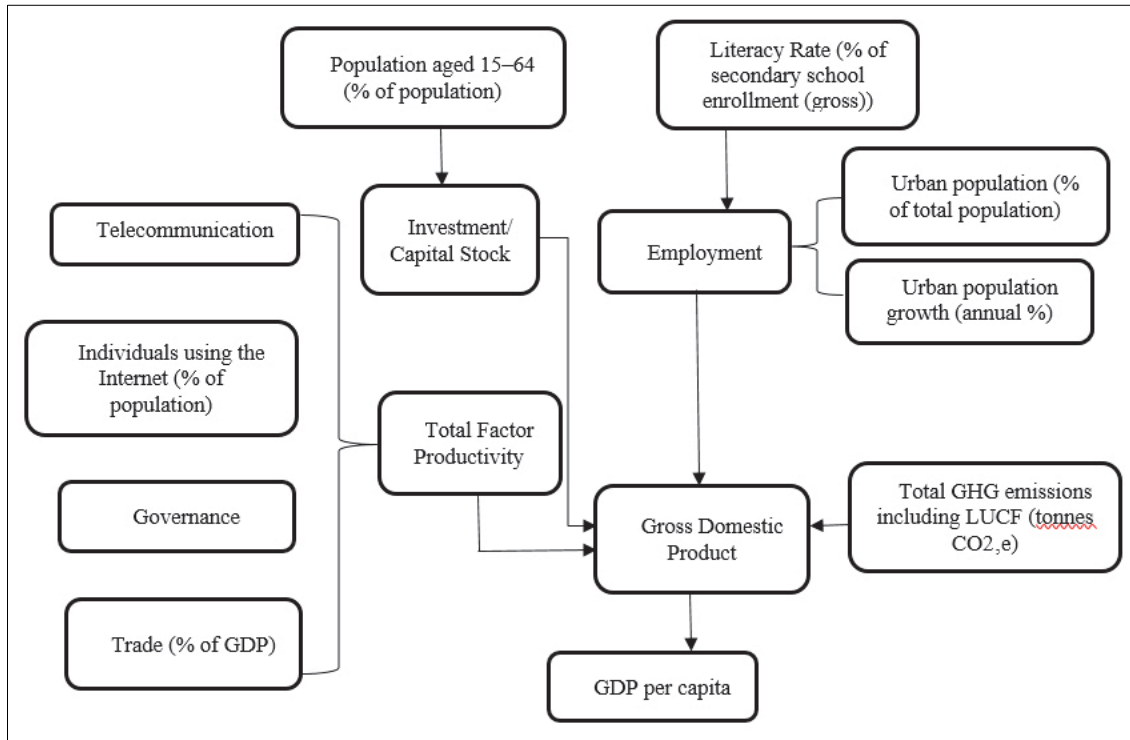 Population aged 15–64
(% of population)
Literacy Rate (% of
secondary school
enrollment (gross))
Urban population (%
of total population)
Telecommunication
Investment/
Capital Stock
Employment
Urban population
growth (annual %)
Individuals using the
Internet (% of
population)
Total Factor
Productivity
Governance
Gross Domestic
Product
Total GHG emissions
including LUCF (tonnes
CO2,e)
Trade (% of GDP)
GDP per capita